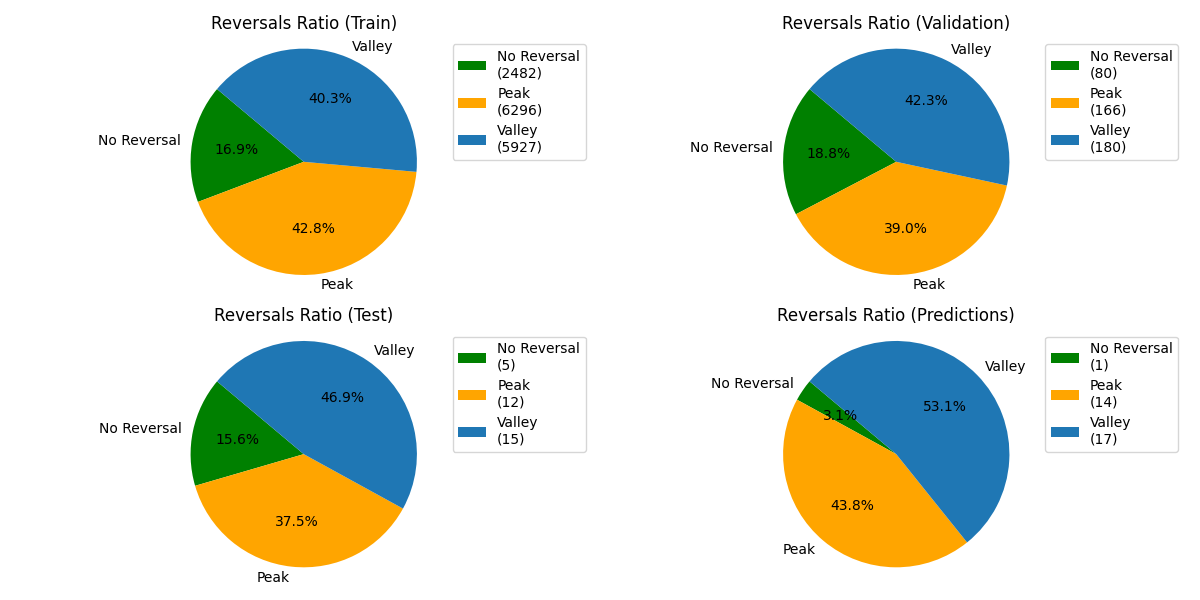 Reversals Ratio (Train)
Valley
40.3%
No Reversal
16.9%
42.8%
Peak
No Reversal
(2482)
Peak
(6296)
Valley
(5927)
Reversals Ratio (Validation)
Valley
42.3%
No Reversal
18.8%
39.0%
Peak
No Reversal
(80)
Peak
(166)
Valley
(180)
Reversals Ratio (Test)
Valley
46.9%
No Reversal
15.6%
37.5%
Peak
No Reversal
(5)
Peak
(12)
Valley
(15)
Reversals Ratio (Predictions)
Valley
No Reversal
53.1%
3.1%
43.8%
Peak
No Reversal
(1)
Peak
(14)
Valley
(17)